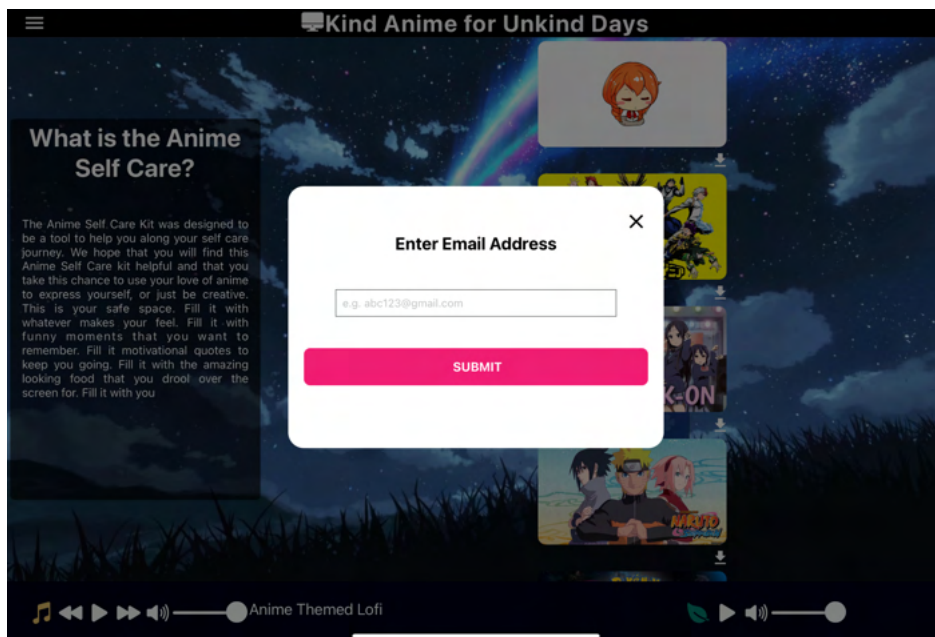 Kind Anime for Unkind Days
What is the Anime
Self Care?
The Anime Self Care Kit was designed to
be a tool to help you along your self care
journey. We hope that you will find this
Anime Self Care kit helpful and that you
take this chance to use your love of anime
to express yourself, or just be creative.
This is your safe space. Fill it with
whatever makes your feel. Fill it with
funny moments that you want to
remember. Fill it motivational quotes to
keep you going. Fill it with the amazing
looking food that you drool over the
screen for. Fill it with you
Enter Email Address
e.g. abc123@gmail.com
SUBMIT
K-ON
NARUTO
Anime Themed Lofi